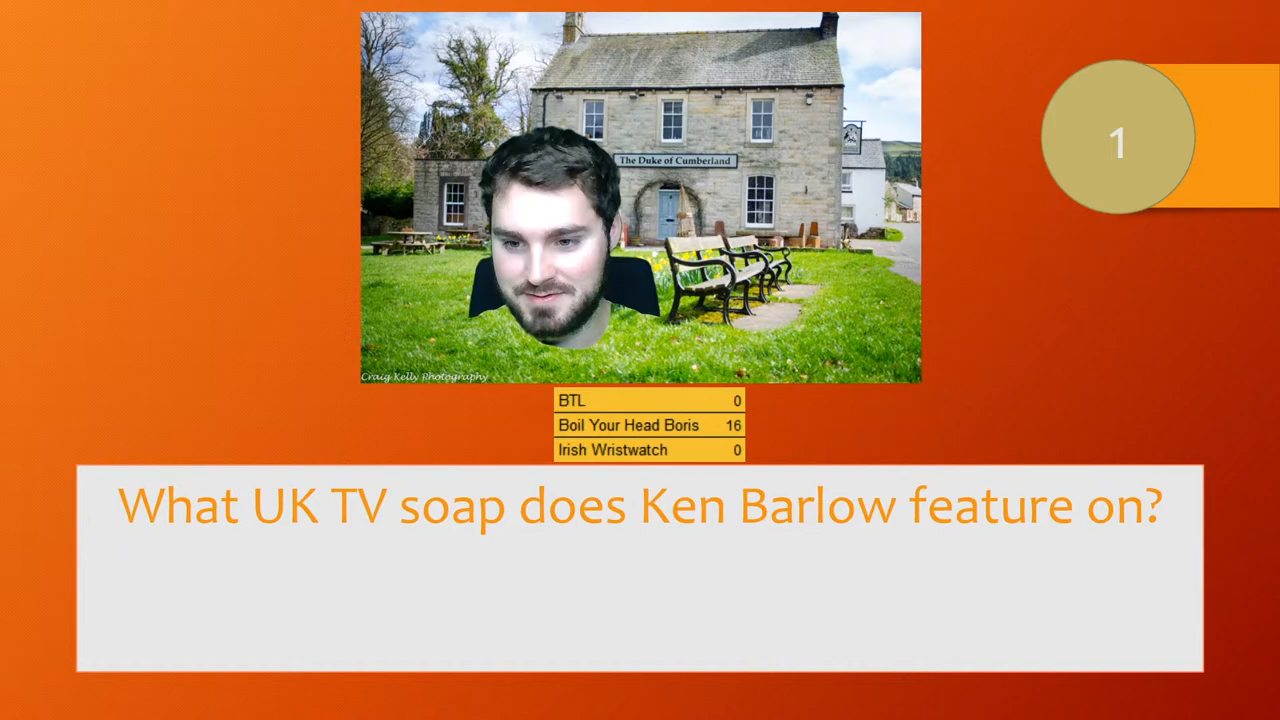 The Duke of Cumberland
1
Craig Kelly Photography
BTL 0
Boil Your Head Boris 16
Irish Wristwatch 0
What UK TV soap does Ken Barlow feature on?